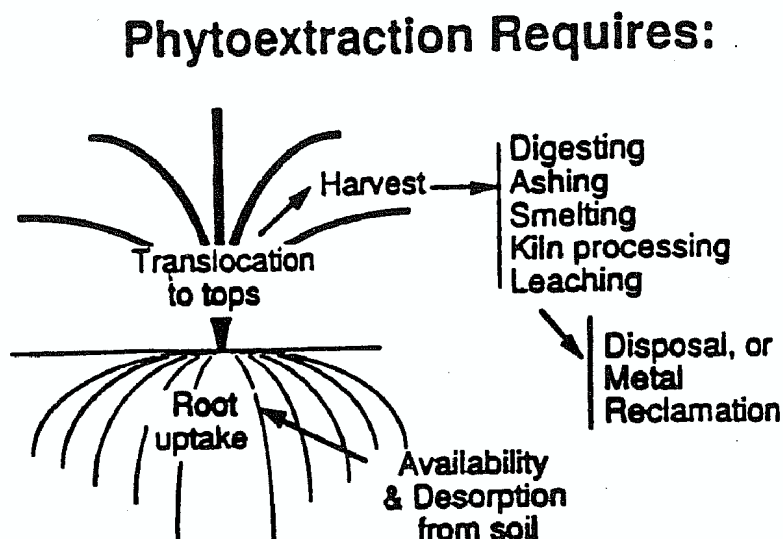 Phytoextraction Requires:
Harvest
Digesting
Ashing
Smelting
Kiln processing
Leaching
Translocation
to tops
Disposal, or
Metal
Reclamation
Root
uptake
Availability
& Desorption
from soil